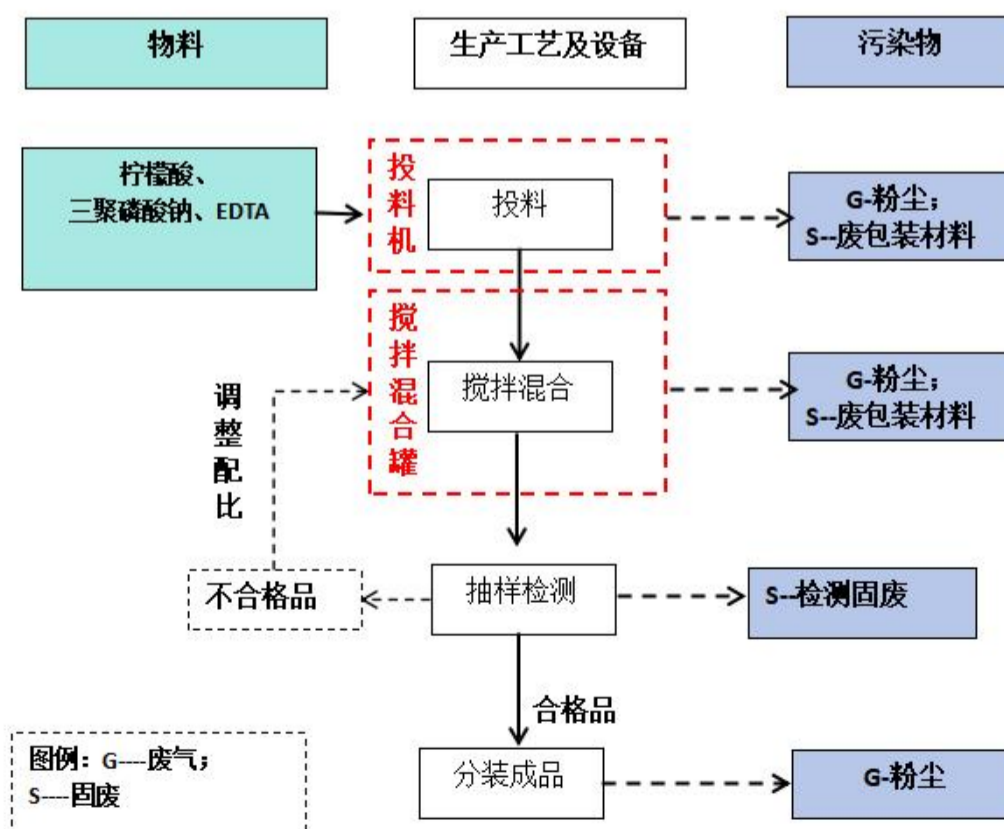 物料
生产工艺及设备
污染物
柠檬酸、
三聚磷酸钠、EDTA
投料机
投料
G-粉尘；
S--废包装材料
搅拌混合罐
搅拌混合
G-粉尘；
S--废包装材料
调整配比
不合格品
抽样检测
S--检测固废
合格品
分装成品
G-粉尘
图例：G----废气；
S----固废